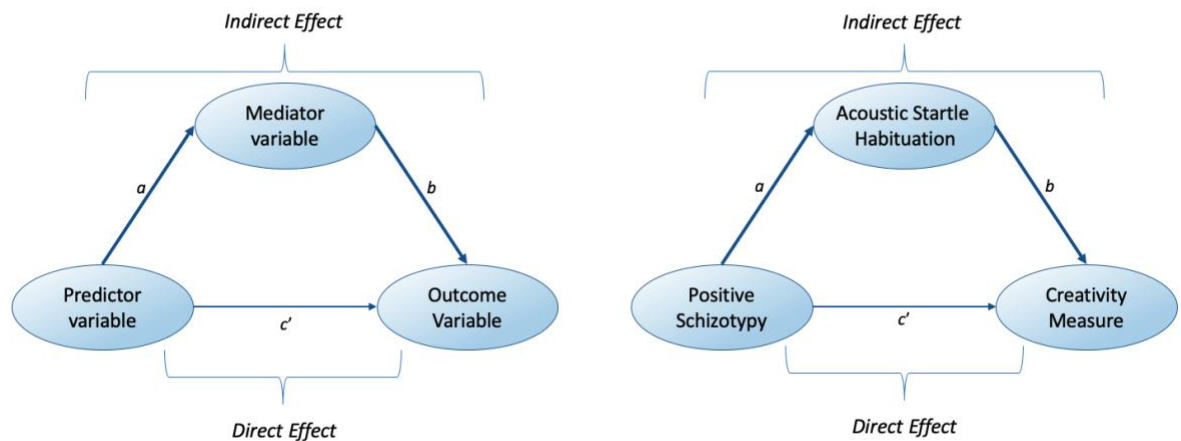 Indirect Effect
Mediator
variable
a
b
Predictor
variable
Outcome
Variable
c’
Direct Effect
Indirect Effect
Acoustic Startle
Habituation
a
b
Positive
Schizotypy
Creativity
Measure
c’
Direct Effect